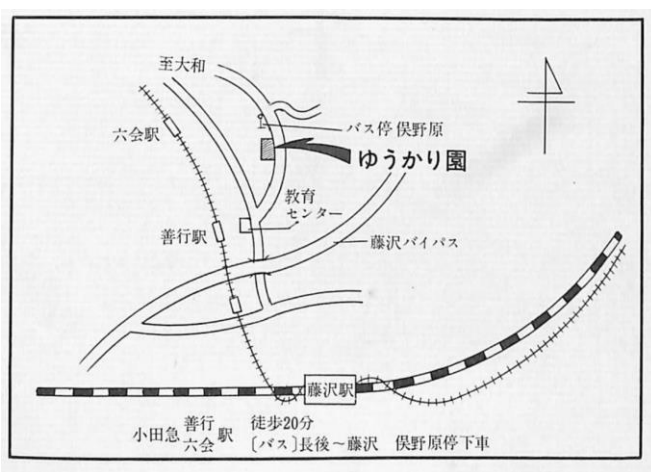 至大和
六会駅
バス停 俣野原
ゆうかり園
教育
センター
善行駅
藤沢バイパス
藤沢駅
小田急 善行 六会 駅 徒歩20分
〔バス〕長後～藤沢 俣野原停下車